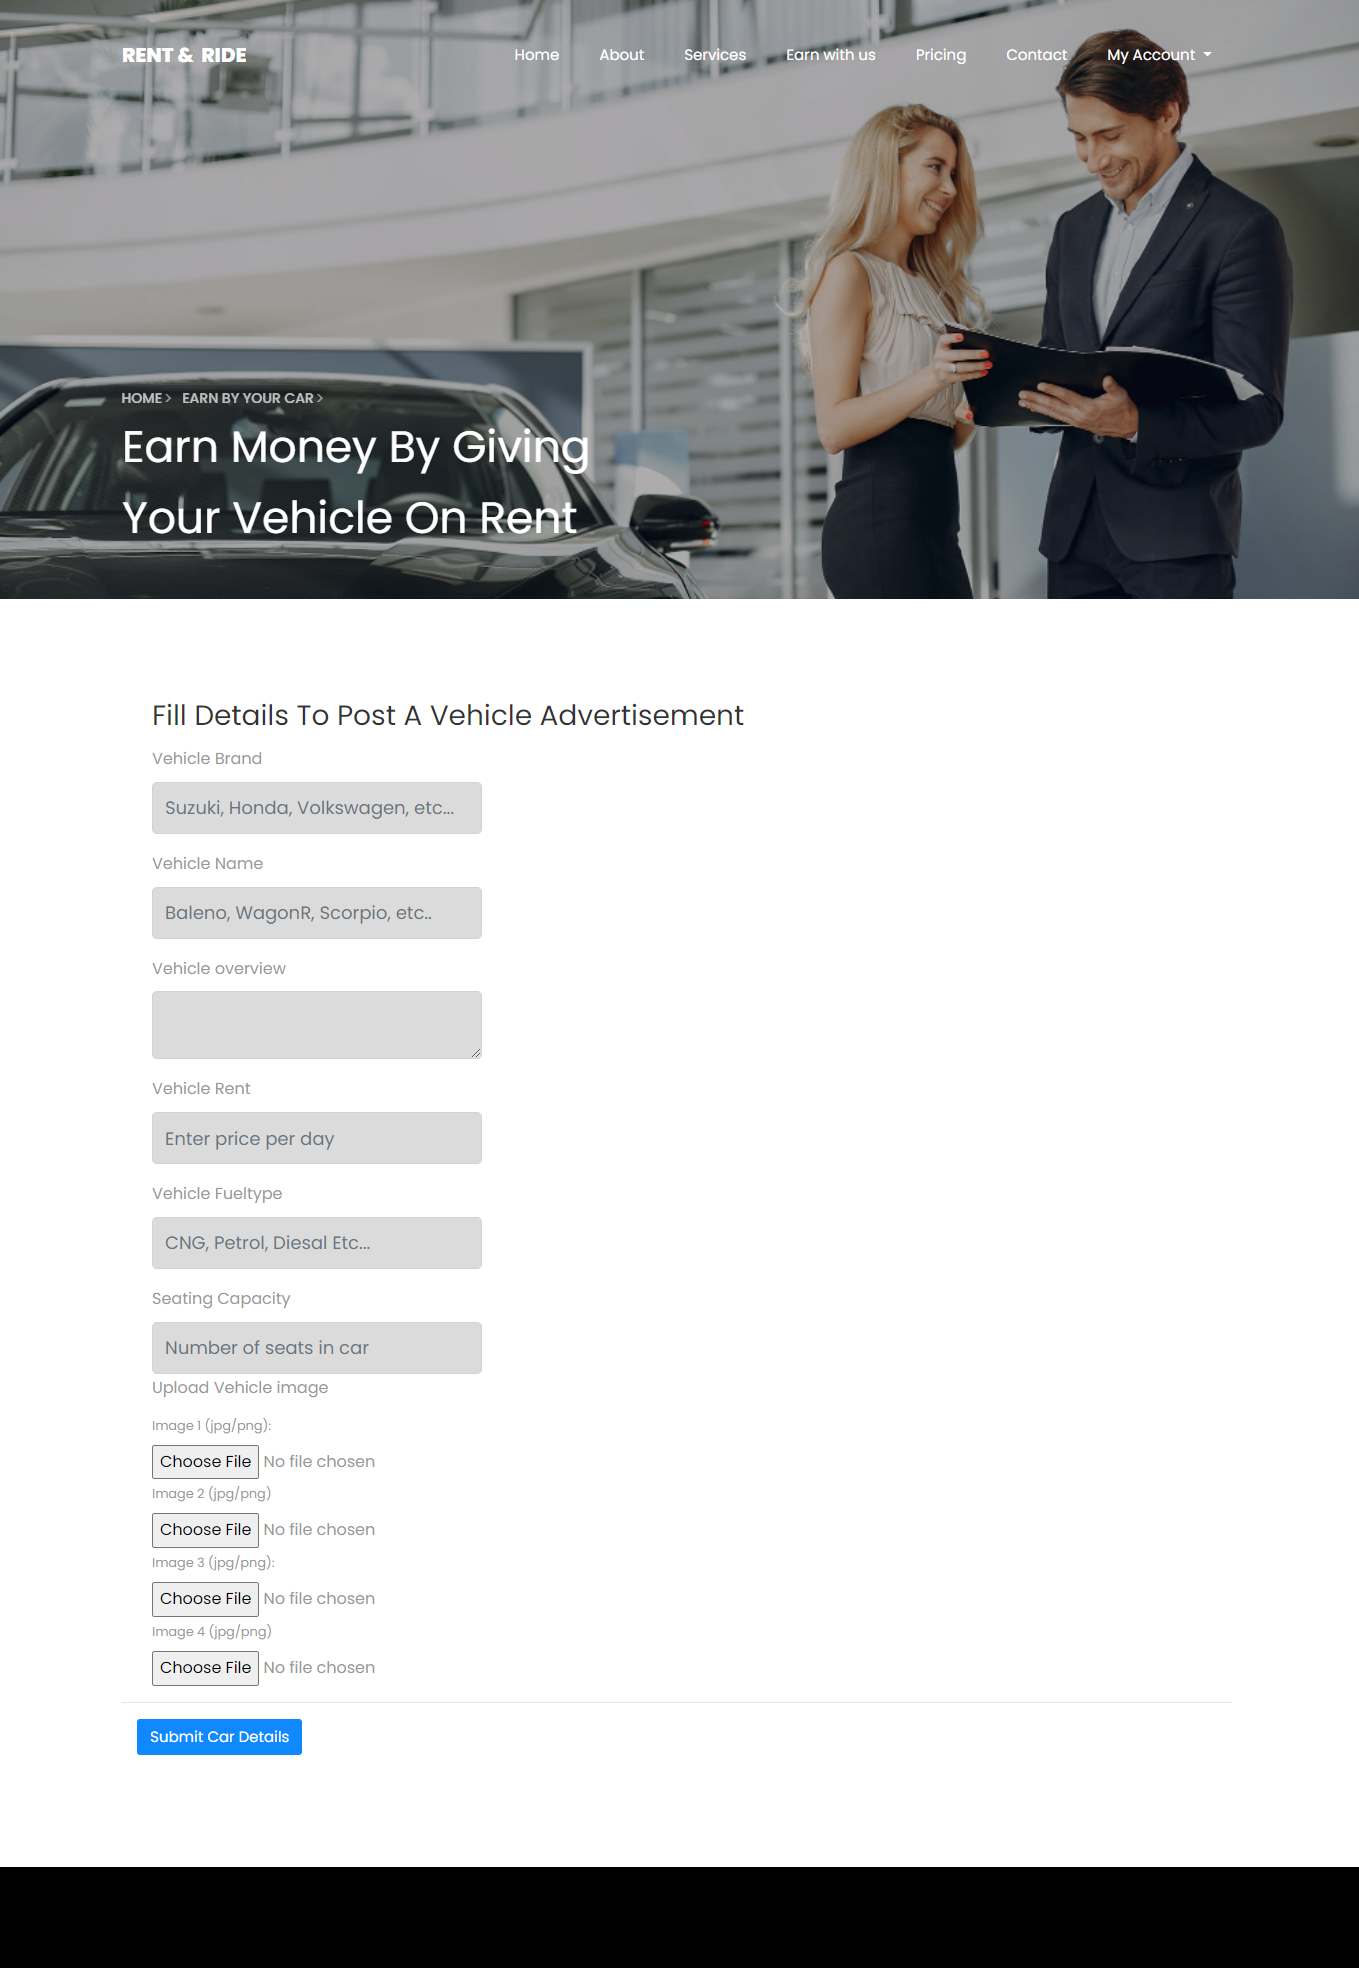 RENT & RIDE
Home About Services Earn with us Pricing Contact My Account
HOME > EARN BY YOUR CAR >
Earn Money By Giving
Your Vehicle On Rent
Fill Details To Post A Vehicle Advertisement
Vehicle Brand
Suzuki, Honda, Volkswagen, etc...
Vehicle Name
Baleno, WagonR, Scorpio, etc..
Vehicle overview
Vehicle Rent
Enter price per day
Vehicle Fueltype
CNG, Petrol, Diesal Etc...
Seating Capacity
Number of seats in car
Upload Vehicle image
Image 1 (jpg/png):
Choose File No file chosen
Image 2 (jpg/png)
Choose File No file chosen
Image 3 (jpg/png):
Choose File No file chosen
Image 4 (jpg/png)
Choose File No file chosen
Submit Car Details